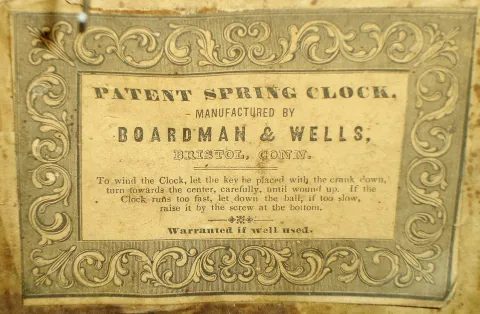 PATENT SPRING CLOCK,
MANUFACTURED BY
BOARDMAN & WELLS,
BRISTOL, CONN.
To wind the Clock, let the key be placed with the crank down,
turn towards the center, carefully, until wound up. If the
Clock runs too fast, let down the ball, if too slow,
raise it by the screw at the bottom.
Warranted if well used.